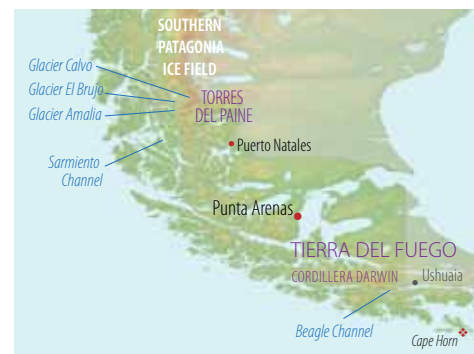 SOUTHERN
PATAGONIA
ICE FIELD
Glacier Calvo
Glacier El Brujo
Glacier Amalia
TORRES
DEL PAINE
Puerto Natales
Sarmiento
Channel
Punta Arenas
TIERRA DEL FUEGO
CORDILLERA DARWIN
Ushuaia
Beagle Channel
Cape Horn